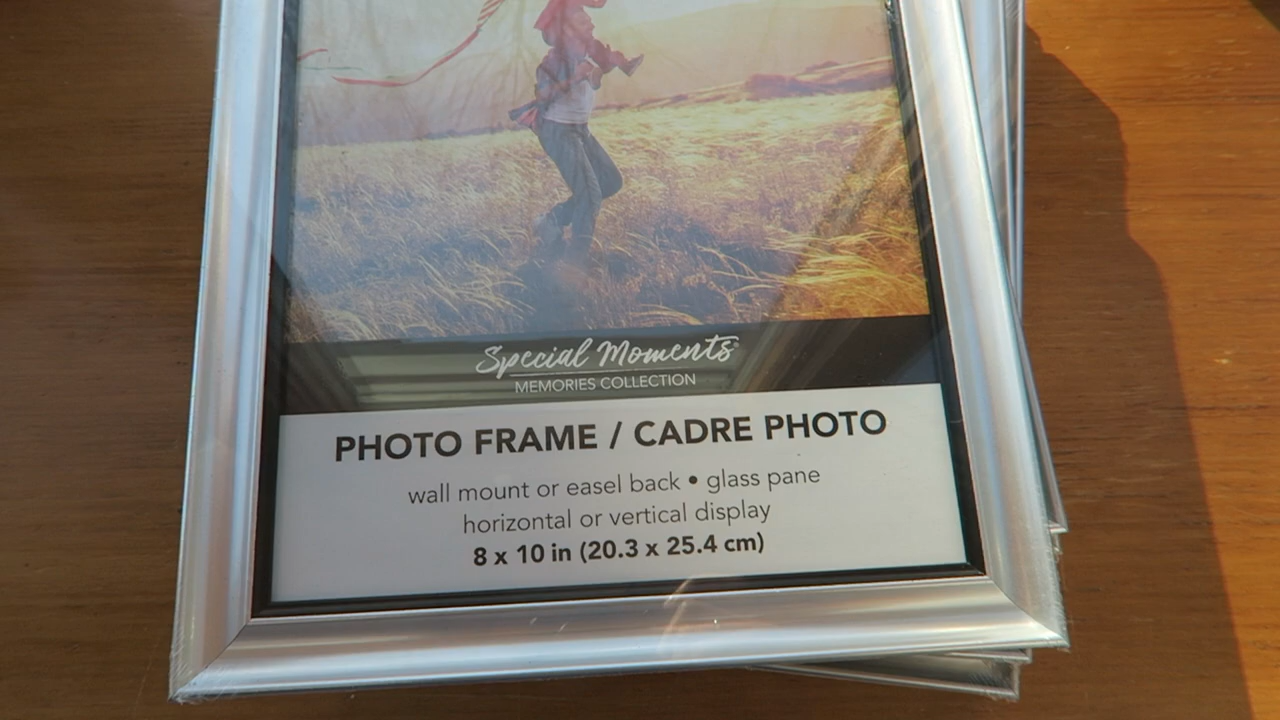 Special Moments®
MEMORIES COLLECTION
PHOTO FRAME / CADRE PHOTO
wall mount or easel back • glass pane
horizontal or vertical display
8 x 10 in (20.3 x 25.4 cm)